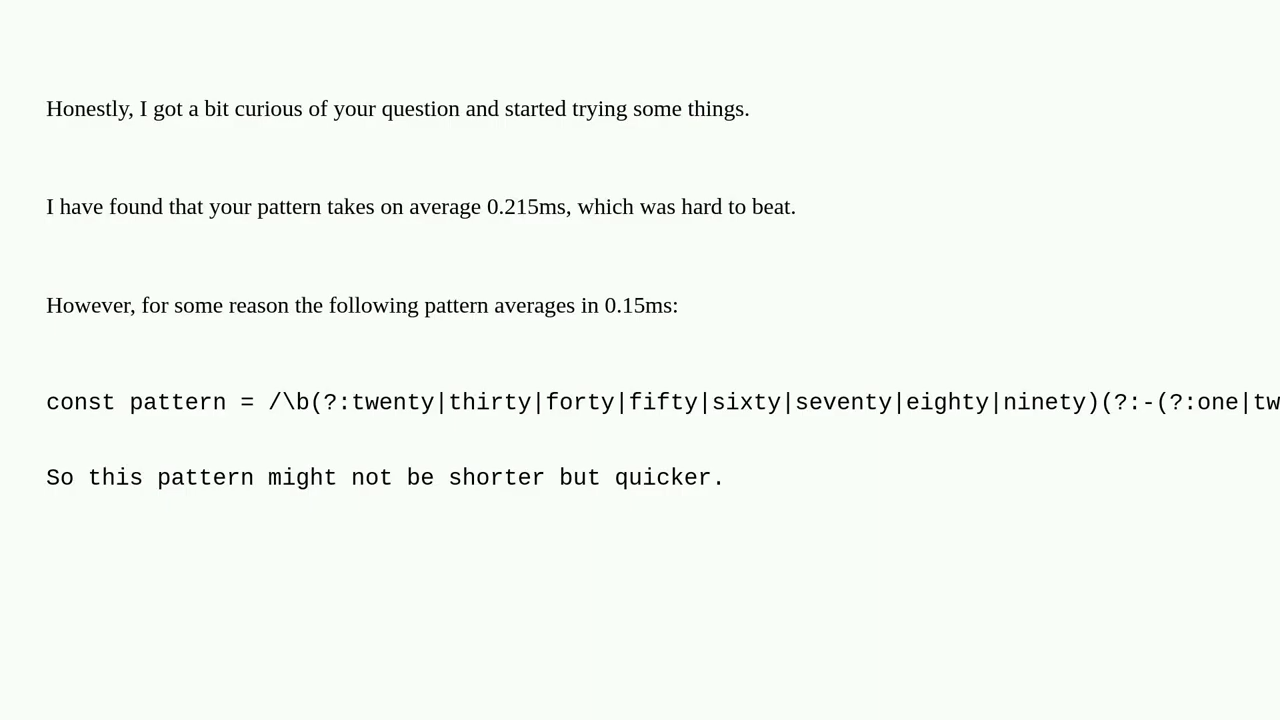 Honestly, I got a bit curious of your question and started trying some things.
I have found that your pattern takes on average 0.215ms, which was hard to beat.
However, for some reason the following pattern averages in 0.15ms:
const pattern = /\b(?:twenty|thirty|forty|fifty|sixty|seventy|eighty|ninety)(?:-(?:one|tw
So this pattern might not be shorter but quicker.